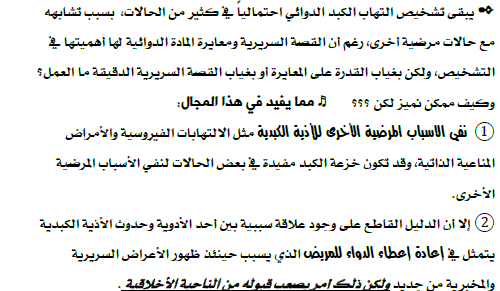 ✒ يبقى تشخيص التهاب الكبد الدوائي احتمالياً في كثير من الحالات، بسبب تشابهه
مع حالات مرضية أخرى، رغم أن القصة السريرية ومعايرة المادة الدوائية لها أهميتها في
التشخيص، ولكن بغياب القدرة على المعايرة أو بغياب القصة السريرية الدقيقة ما العمل؟
وكيف ممكن نميز لكن ؟؟؟ ♫ مما يفيد في هذا المجال:
① نفي الاسباب المرضية الأخرى للأذية الكبدية مثل الالتهابات الفيروسية والأمراض
المناعية الذاتية، وقد تكون خزعة الكبد مفيدة في بعض الحالات لنفي الأسباب المرضية
الأخرى.
② إلا أن الدليل القاطع على وجود علاقة سببية بين أحد الأدوية وحدوث الأذية الكبدية
يتمثل في إعادة إعطاء الدواء للمريض الذي يسبب حينئذ ظهور الأعراض السريرية
والمخبرية من جديد ولكن ذلك أمر يصعب قبوله من الناحية الأخلاقية .